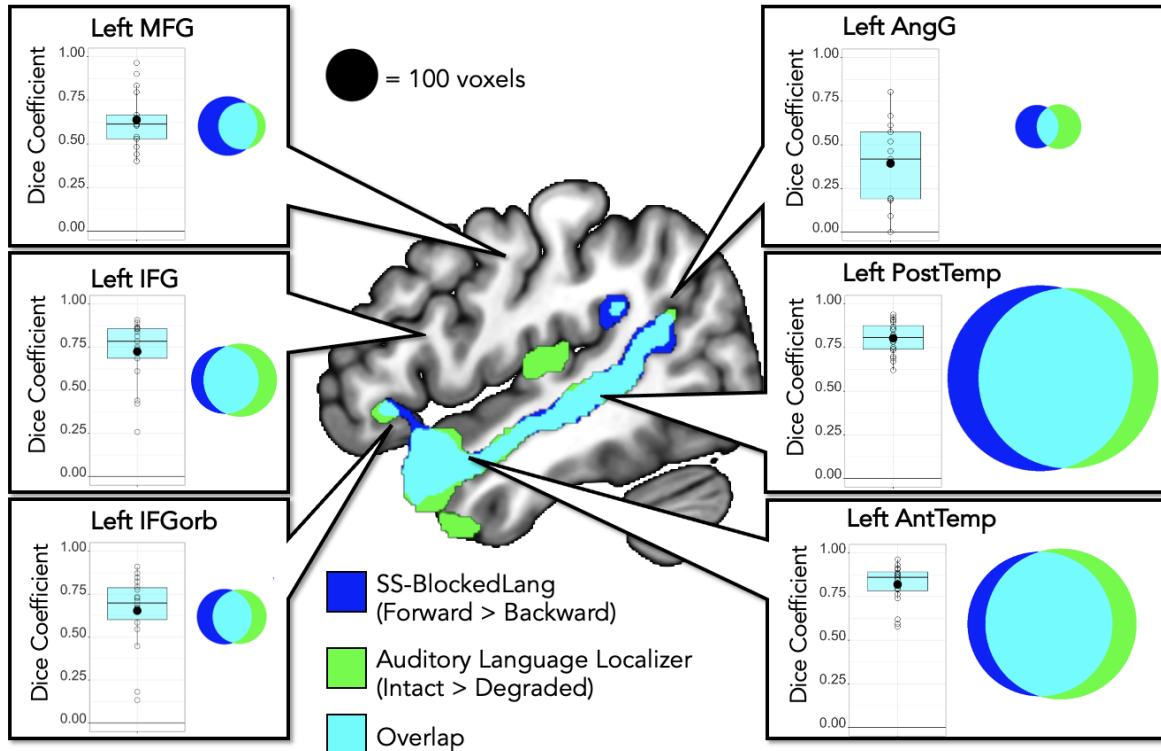 Left MFG
Dice Coefficient
1.00
0.75
0.50
0.25
0.00
= 100 voxels
Left AngG
Dice Coefficient
1.00
0.75
0.50
0.25
0.00
Left IFG
Dice Coefficient
1.00
0.75
0.50
0.25
0.00
Left PostTemp
Dice Coefficient
1.00
0.75
0.50
0.25
0.00
Left IFGorb
Dice Coefficient
1.00
0.75
0.50
0.25
0.00
Left AntTemp
Dice Coefficient
1.00
0.75
0.50
0.25
0.00
SS-BlockedLang
(Forward > Backward)
Auditory Language Localizer
(Intact > Degraded)
Overlap